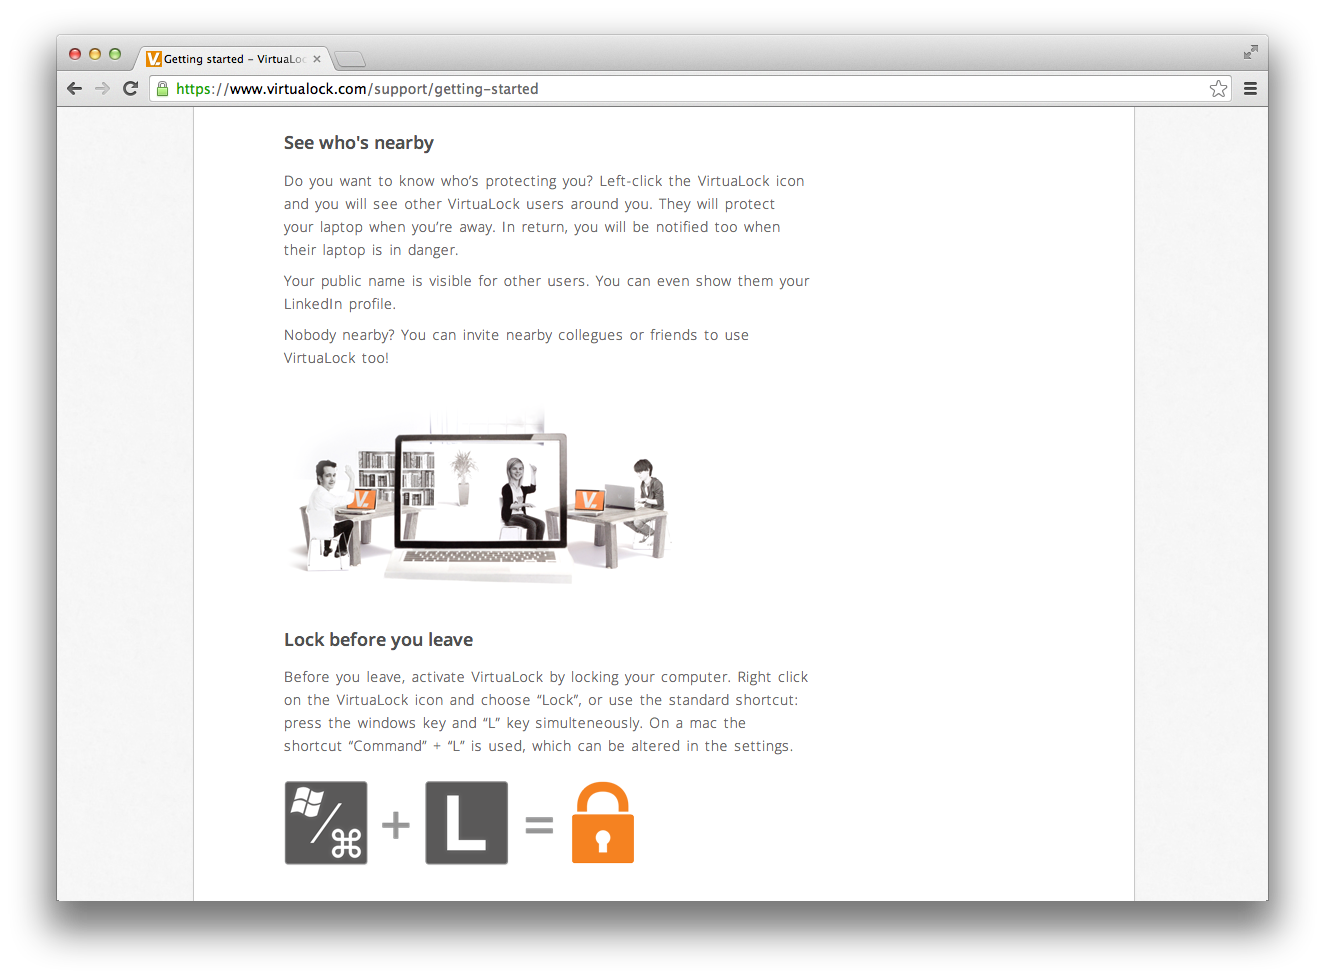 Getting started – VirtuaLoc
https://www.virtualock.com/support/getting-started
See who's nearby
Do you want to know who’s protecting you? Left-click the VirtuaLock icon
and you will see other VirtuaLock users around you. They will protect
your laptop when you’re away. In return, you will be notified too when
their laptop is in danger.
Your public name is visible for other users. You can even show them your
LinkedIn profile.
Nobody nearby? You can invite nearby collegues or friends to use
VirtuaLock too!
V.
V.
Lock before you leave
Before you leave, activate VirtuaLock by locking your computer. Right click
on the VirtuaLock icon and choose “Lock”, or use the standard shortcut:
press the windows key and “L” key simulteneously. On a mac the
shortcut “Command” + “L” is used, which can be altered in the settings.
/⌘ + L =